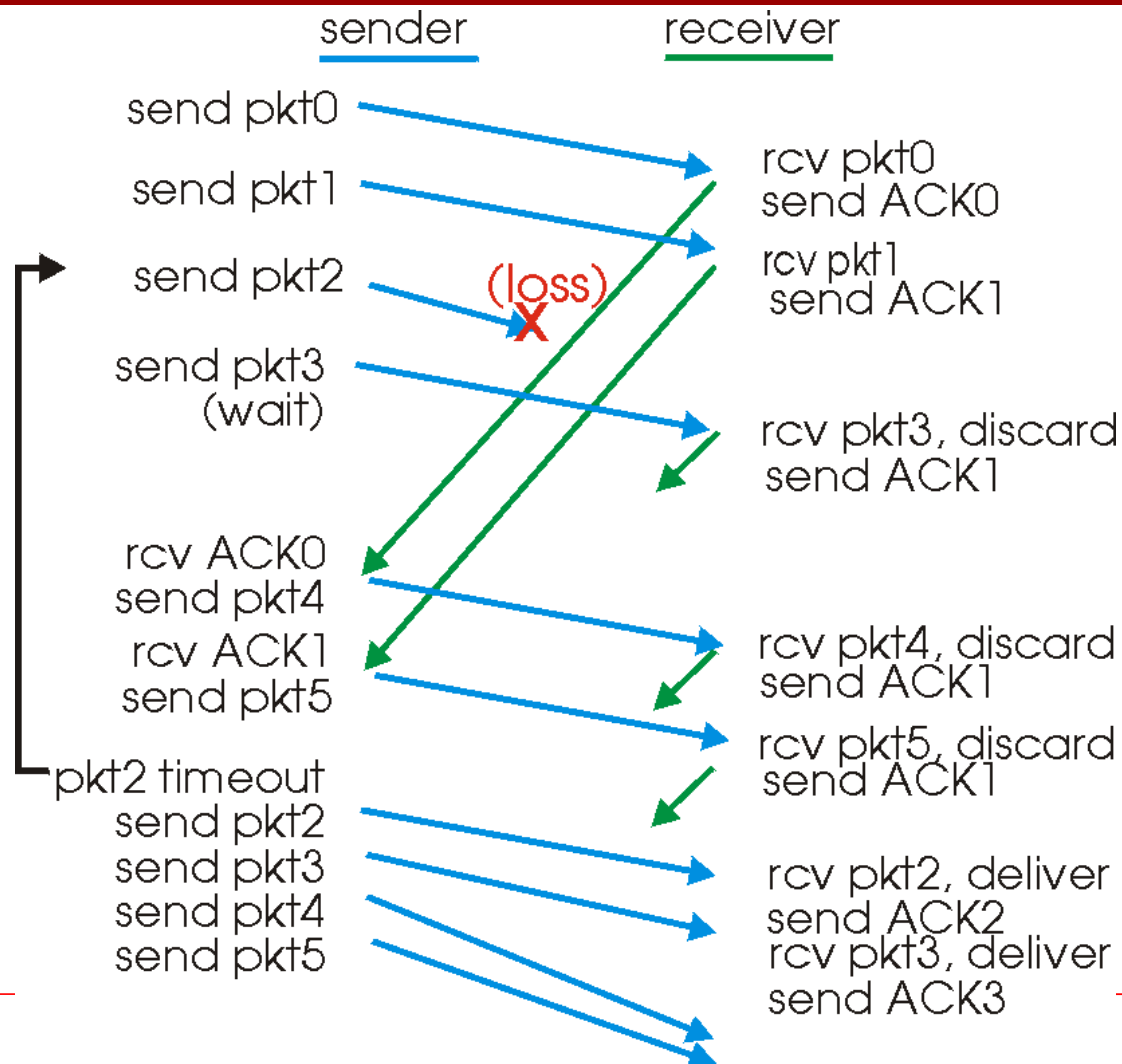 sender
receiver
send pkt0
send pkt1
send pkt2
(loss)
X
send pkt3
(wait)
rcv ACK0
send pkt4
rcv ACK1
send pkt5
pkt2 timeout
send pkt2
send pkt3
send pkt4
send pkt5
rcv pkt0
send ACK0
rcv pkt1
send ACK1
rcv pkt3, discard
send ACK1
rcv pkt4, discard
send ACK1
rcv pkt5, discard
send ACK1
rcv pkt2, deliver
send ACK2
rcv pkt3, deliver
send ACK3